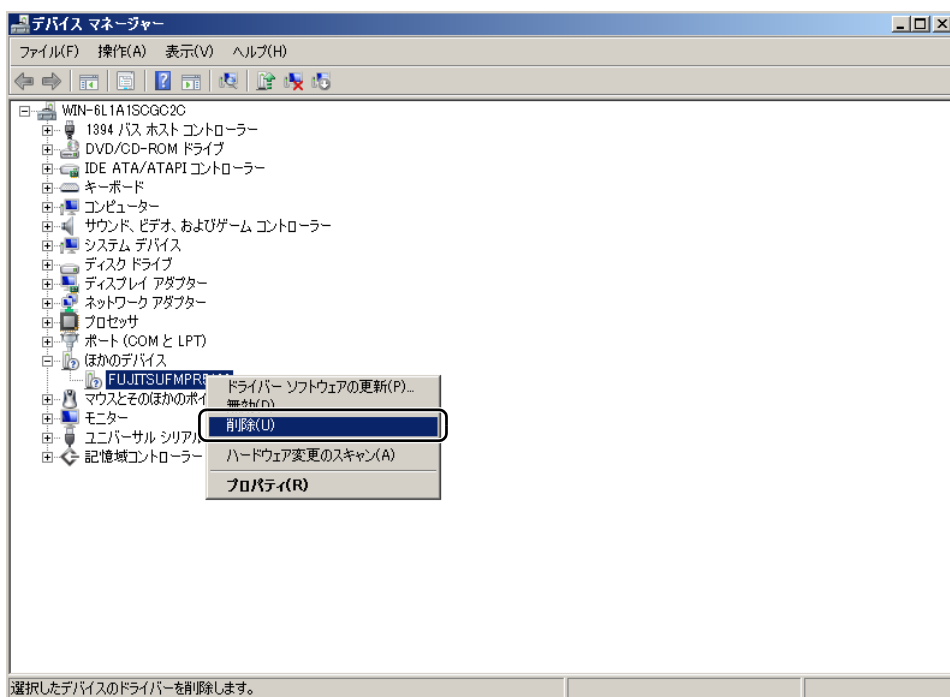 デバイス マネージャー
ファイル(F) 操作(A) 表示(V) ヘルプ(H)
WIN-6L1A1SCGC2C
1394 バス ホスト コントローラー
DVD/CD-ROM ドライブ
IDE ATA/ATAPI コントローラー
キーボード
コンピューター
サウンド、ビデオ、およびゲーム コントローラー
システム デバイス
ディスク ドライブ
ディスプレイ アダプター
ネットワーク アダプター
プロセッサ
ポート (COM と LPT)
ほかのデバイス
FUJITSUFMPR
マウスとそのほかのポイ
モニター
ユニバーサル シリアル
記憶域コントローラー
ドライバー ソフトウェアの更新(P)...
無効(D)
削除(U)
ハードウェア変更のスキャン(A)
プロパティ(R)
選択したデバイスのドライバーを削除します。